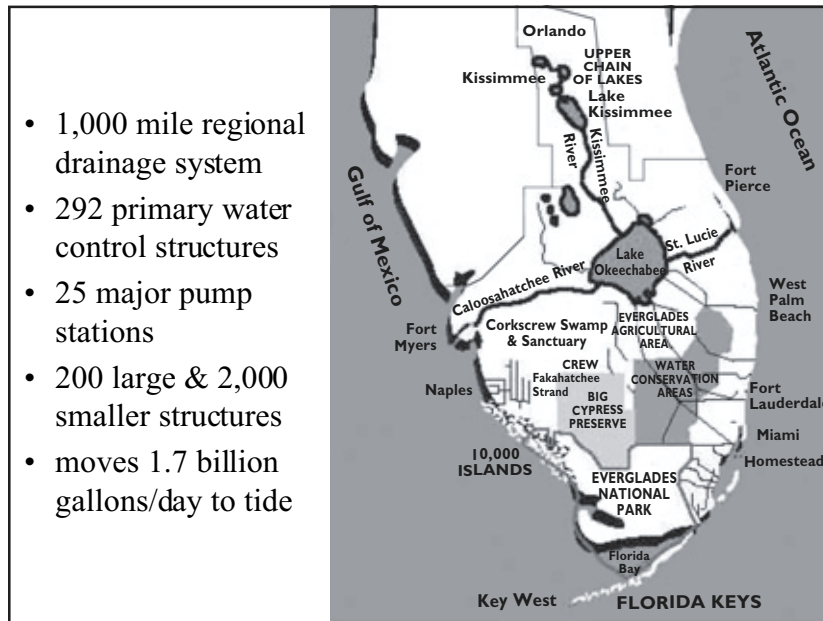 • 1,000 mile regional
drainage system
• 292 primary water
control structures
• 25 major pump
stations
• 200 large & 2,000
smaller structures
• moves 1.7 billion
gallons/day to tide
Orlando
UPPER
CHAIN
OF LAKES
Kissimmee
Lake
Kissimmee
Atlantic Ocean
Kissimmee
River
Fort
Pierce
Gulf of Mexico
St. Lucie
River
Lake
Okeechabee
Caloosahatchee River
West
Palm
Beach
Fort
Myers
Corkscrew Swamp
& Sanctuary
EVERGLADES
AGRICULTURAL
AREA
CREW
Fakahatchee
Strand
WATER
CONSERVATION
AREAS
Naples
BIG
CYPRESS
PRESERVE
Fort
Lauderdale
Miami
Homestead
10,000
ISLANDS
EVERGLADES
NATIONAL
PARK
Florida
Bay
Key West
FLORIDA KEYS